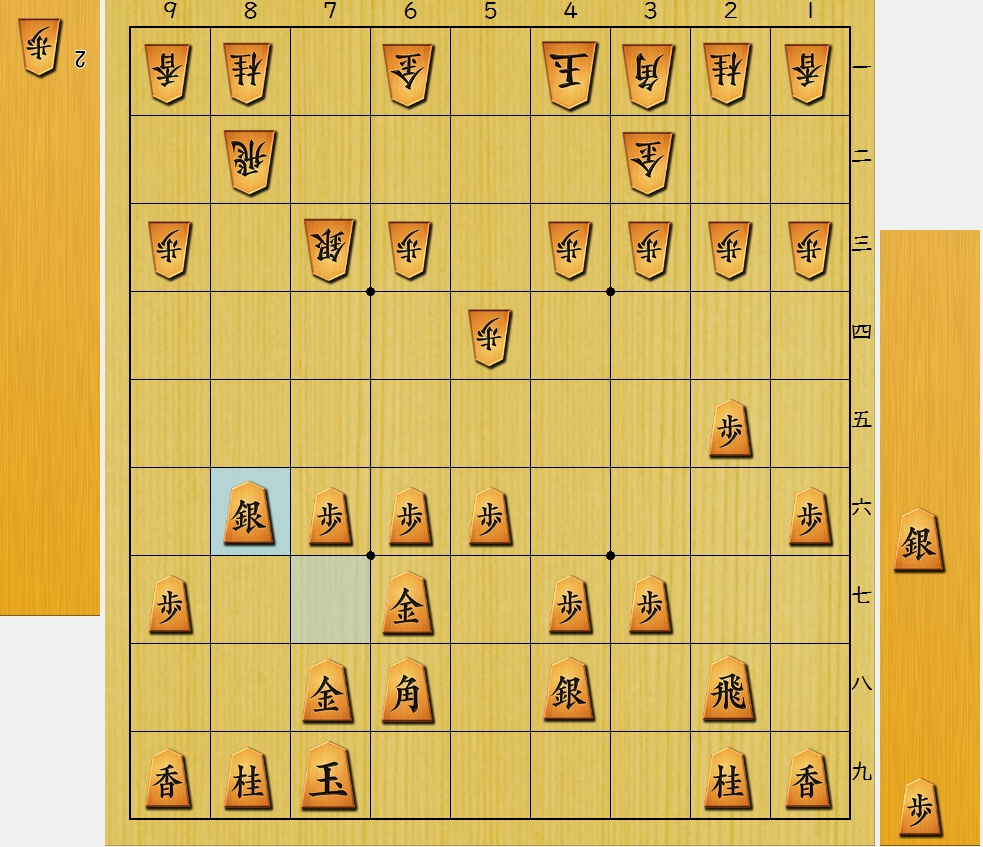 9 8 7 6 5 4 3 2 1
歩 2
香 桂 金 王 角 桂 香 一
飛 金 二
歩 銀 歩 歩 歩 歩 歩 三
歩 四
歩 五
銀 歩 歩 歩 歩 六
銀
歩 金 歩 歩 七
金 角 銀 飛 八
香 桂 玉 桂 香 九
歩